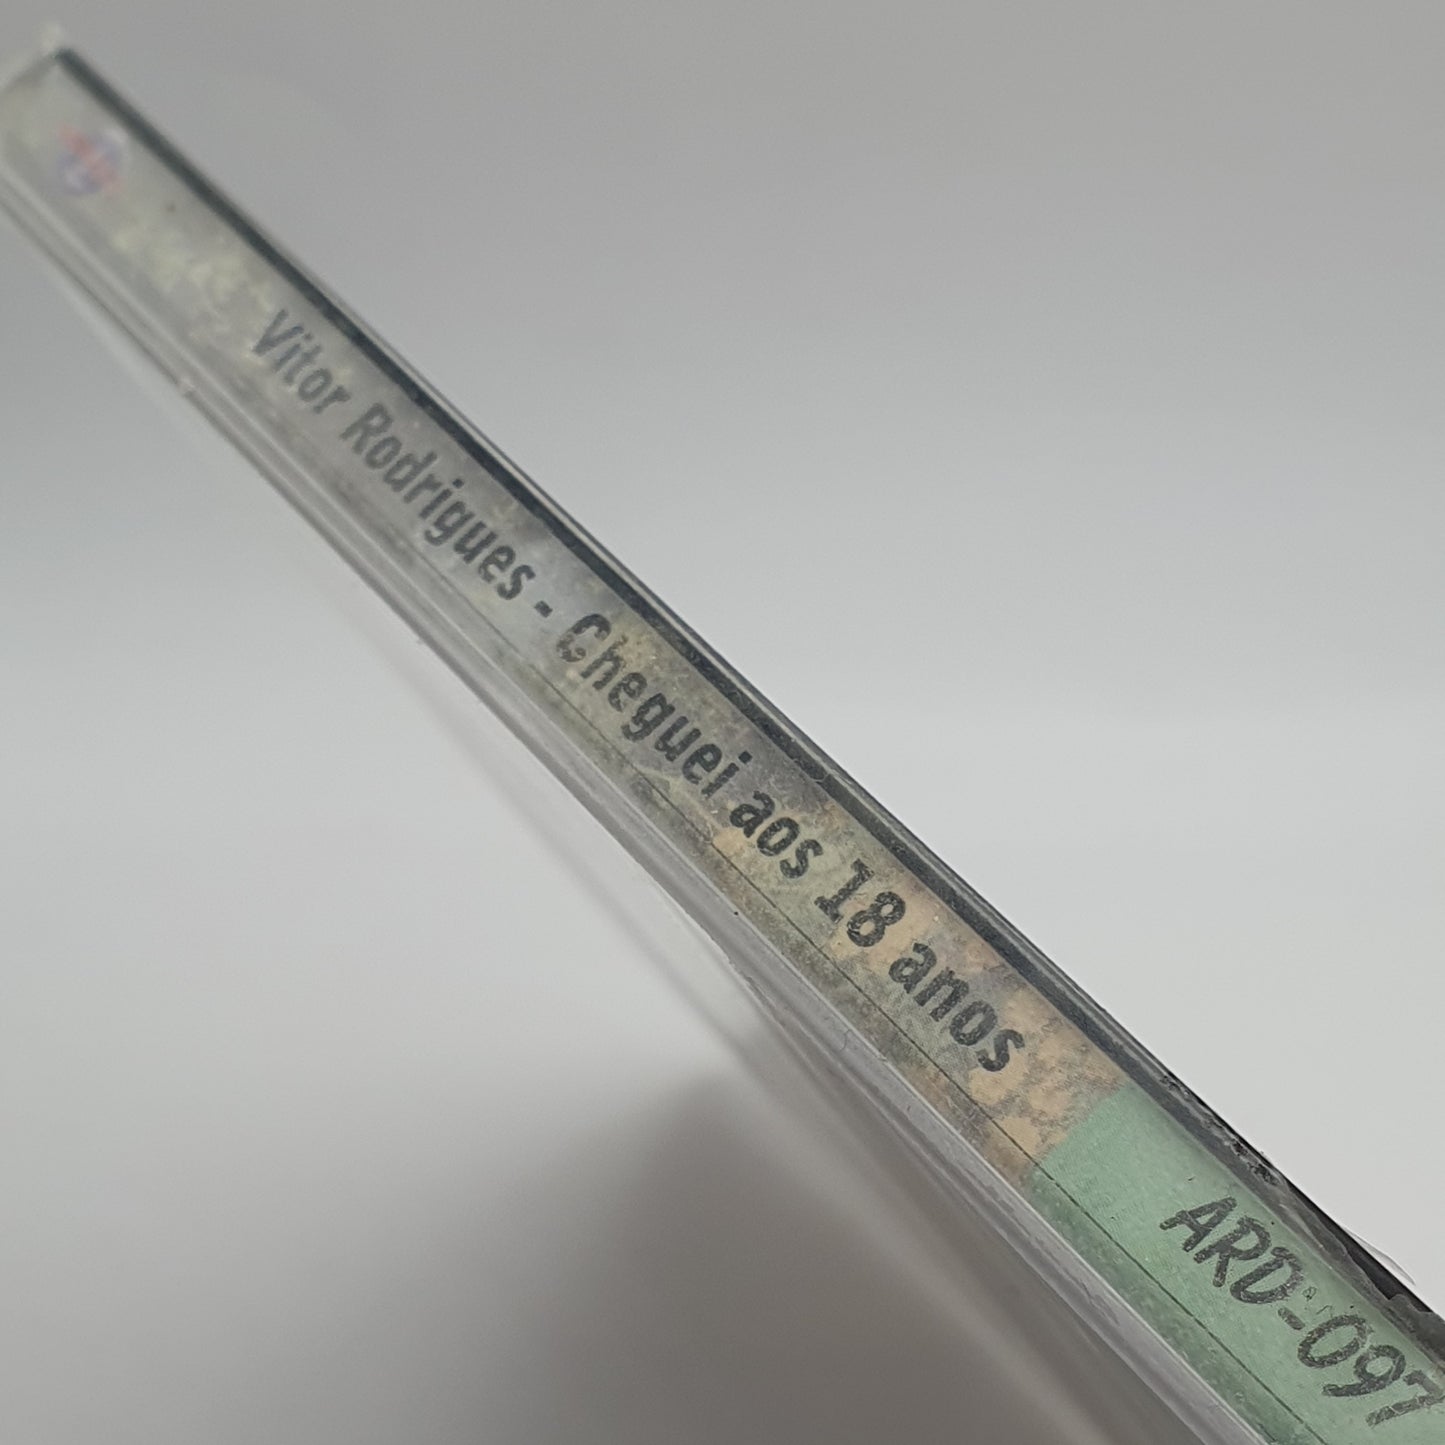 Vitor Rodrigues - Cheguei aos 18 anos
ARD-097